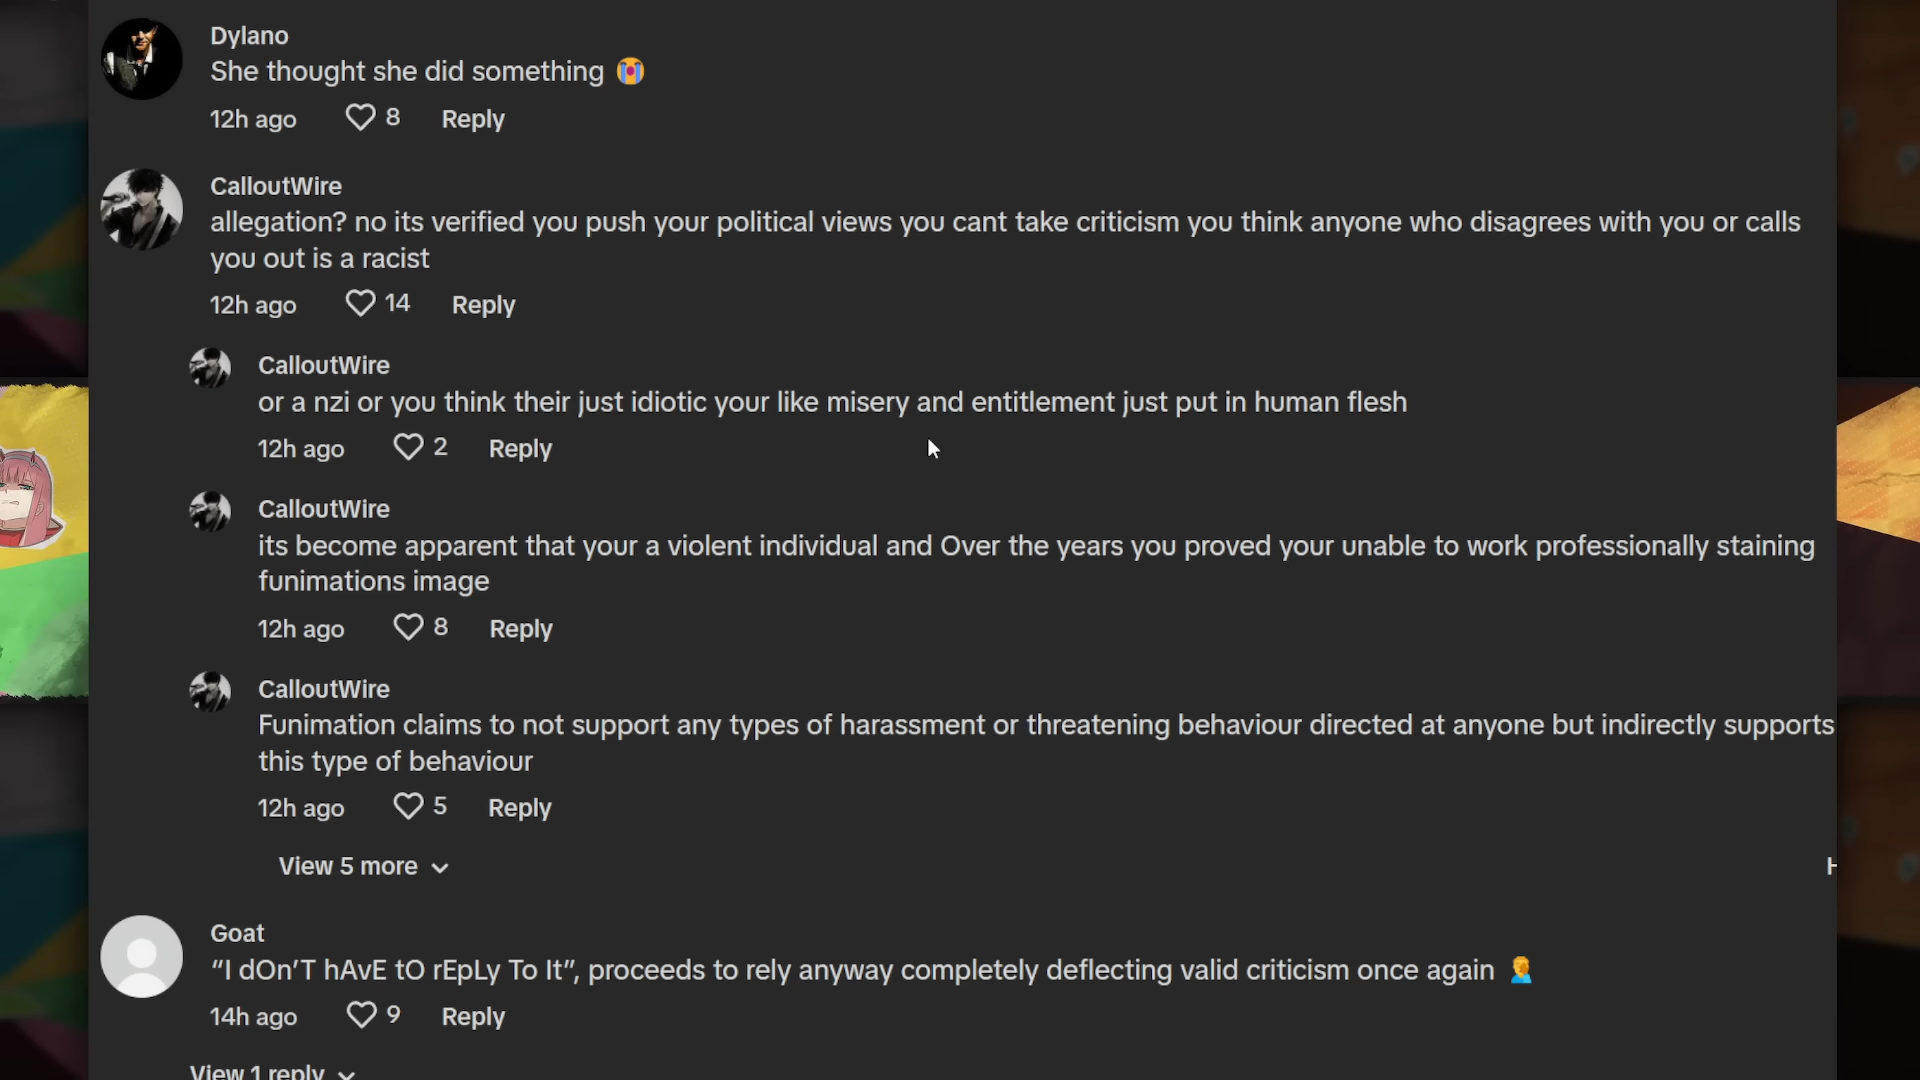 Dylano
She thought she did something 😭
12h ago 8 Reply
CalloutWire
allegation? no its verified you push your political views you cant take criticism you think anyone who disagrees with you or calls
you out is a racist
12h ago 14 Reply
CalloutWire
or a nzi or you think their just idiotic your like misery and entitlement just put in human flesh
12h ago 2 Reply
CalloutWire
its become apparent that your a violent individual and Over the years you proved your unable to work professionally staining
funimations image
12h ago 8 Reply
CalloutWire
Funimation claims to not support any types of harassment or threatening behaviour directed at anyone but indirectly supports
this type of behaviour
12h ago 5 Reply
View 5 more
Goat
“I dOn’T hAvE tO rEpLy To It”, proceeds to rely anyway completely deflecting valid criticism once again 🤦
14h ago 9 Reply
View 1 reply